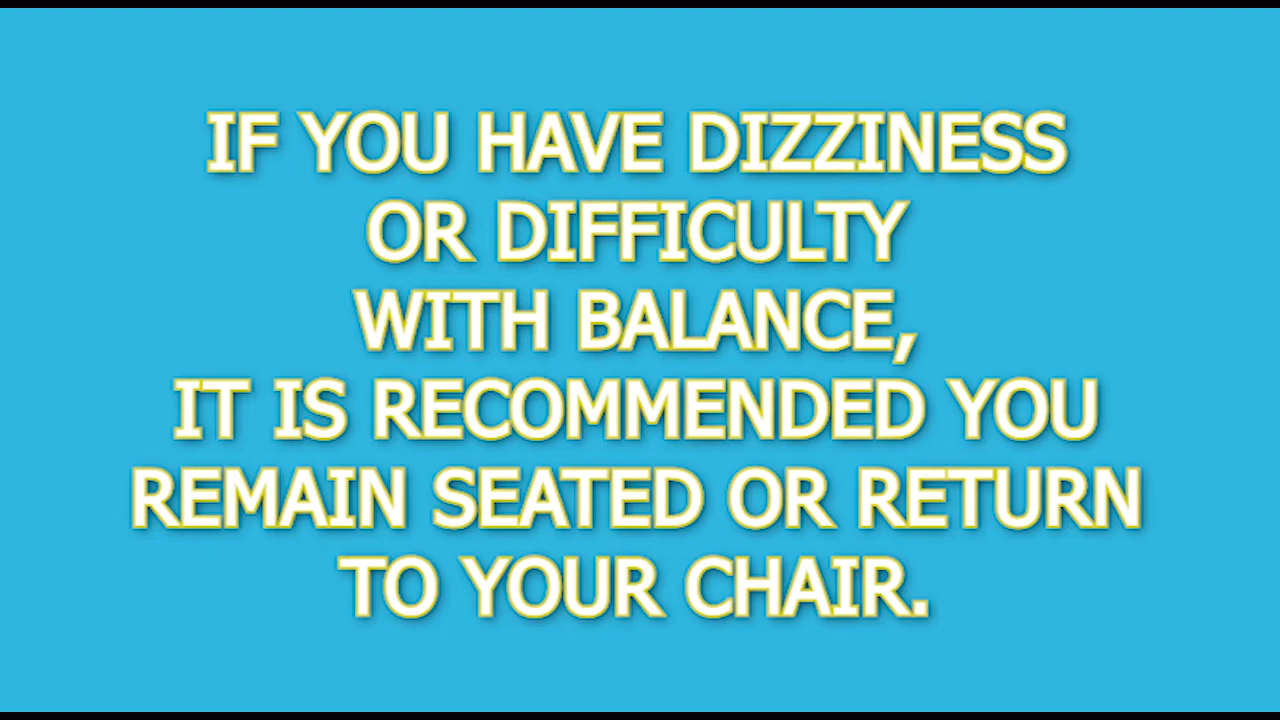 IF YOU HAVE DIZZINESS
OR DIFFICULTY
WITH BALANCE,
IT IS RECOMMENDED YOU
REMAIN SEATED OR RETURN
TO YOUR CHAIR.